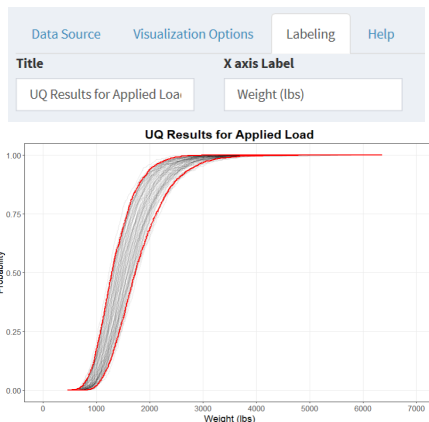 Data Source Visualization Options Labeling Help
Title X axis Label
UQ Results for Applied Loa Weight (lbs)
UQ Results for Applied Load
1.00
0.75
Probability
0.50
0.25
0.00
0 1000 2000 3000 4000 5000 6000 7000
Weight (lbs)